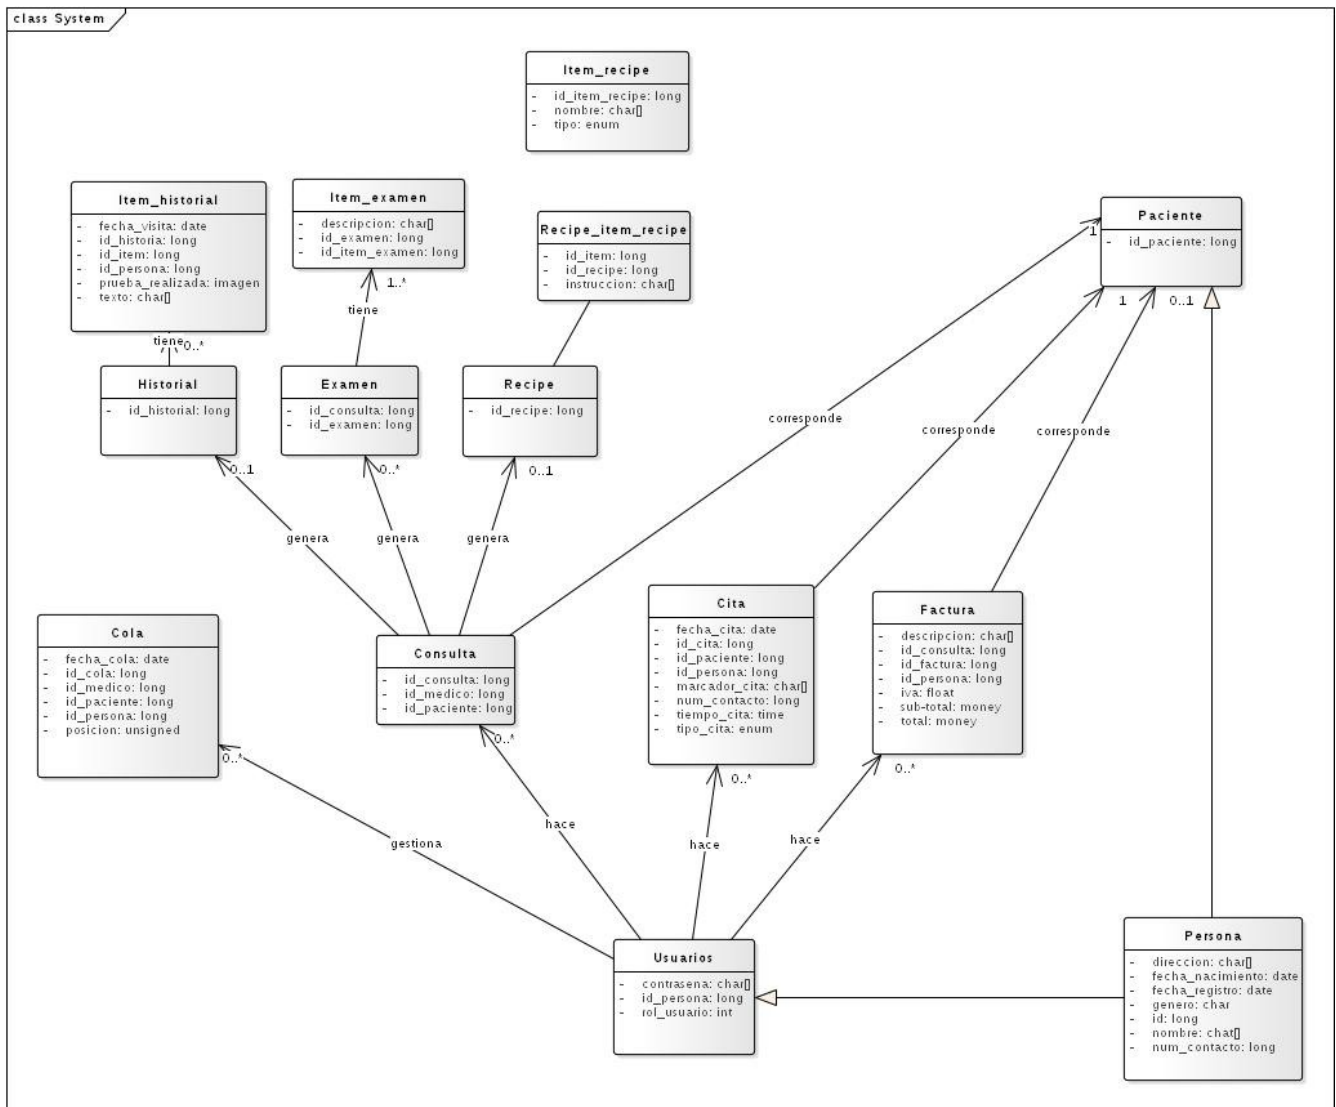 class System
Item_recipe
- id_item_recipe: long
- nombre: char[]
- tipo: enum
Item_historial
- fecha_visita: date
- id_historia: long
- id_item: long
- id_persona: long
- prueba_realizada: imagen
- texto: char[]
Item_examen
- descripcion: char[]
- id_examen: long
- id_item_examen: long
Recipe_item_recipe
- id_item: long
- id_recipe: long
- instruccion: char[]
Paciente
- id_paciente: long
1
1..*
tiene
1
0..1
tiene
0..*
Historial
- id_historial: long
Examen
- id_consulta: long
- id_examen: long
Recipe
- id_recipe: long
corresponde
corresponde
corresponde
0..1
0..*
0..1
genera
genera
genera
Cola
- fecha_cola: date
- id_cola: long
- id_medico: long
- id_paciente: long
- id_persona: long
- posicion: unsigned
Consulta
- id_consulta: long
- id_medico: long
- id_paciente: long
Cita
- fecha_cita: date
- id_cita: long
- id_paciente: long
- id_persona: long
- marcador_cita: char[]
- num_contacto: long
- tiempo_cita: time
- tipo_cita: enum
Factura
- descripcion: char[]
- id_consulta: long
- id_factura: long
- id_persona: long
- iva: float
- sub-total: money
- total: money
0..*
0..*
0..*
0..*
gestiona
hace
hace
hace
Usuarios
- contrasena: char[]
- id_persona: long
- rol_usuario: int
Persona
- direccion: char[]
- fecha_nacimiento: date
- fecha_registro: date
- genero: char
- id: long
- nombre: chat[]
- num_contacto: long